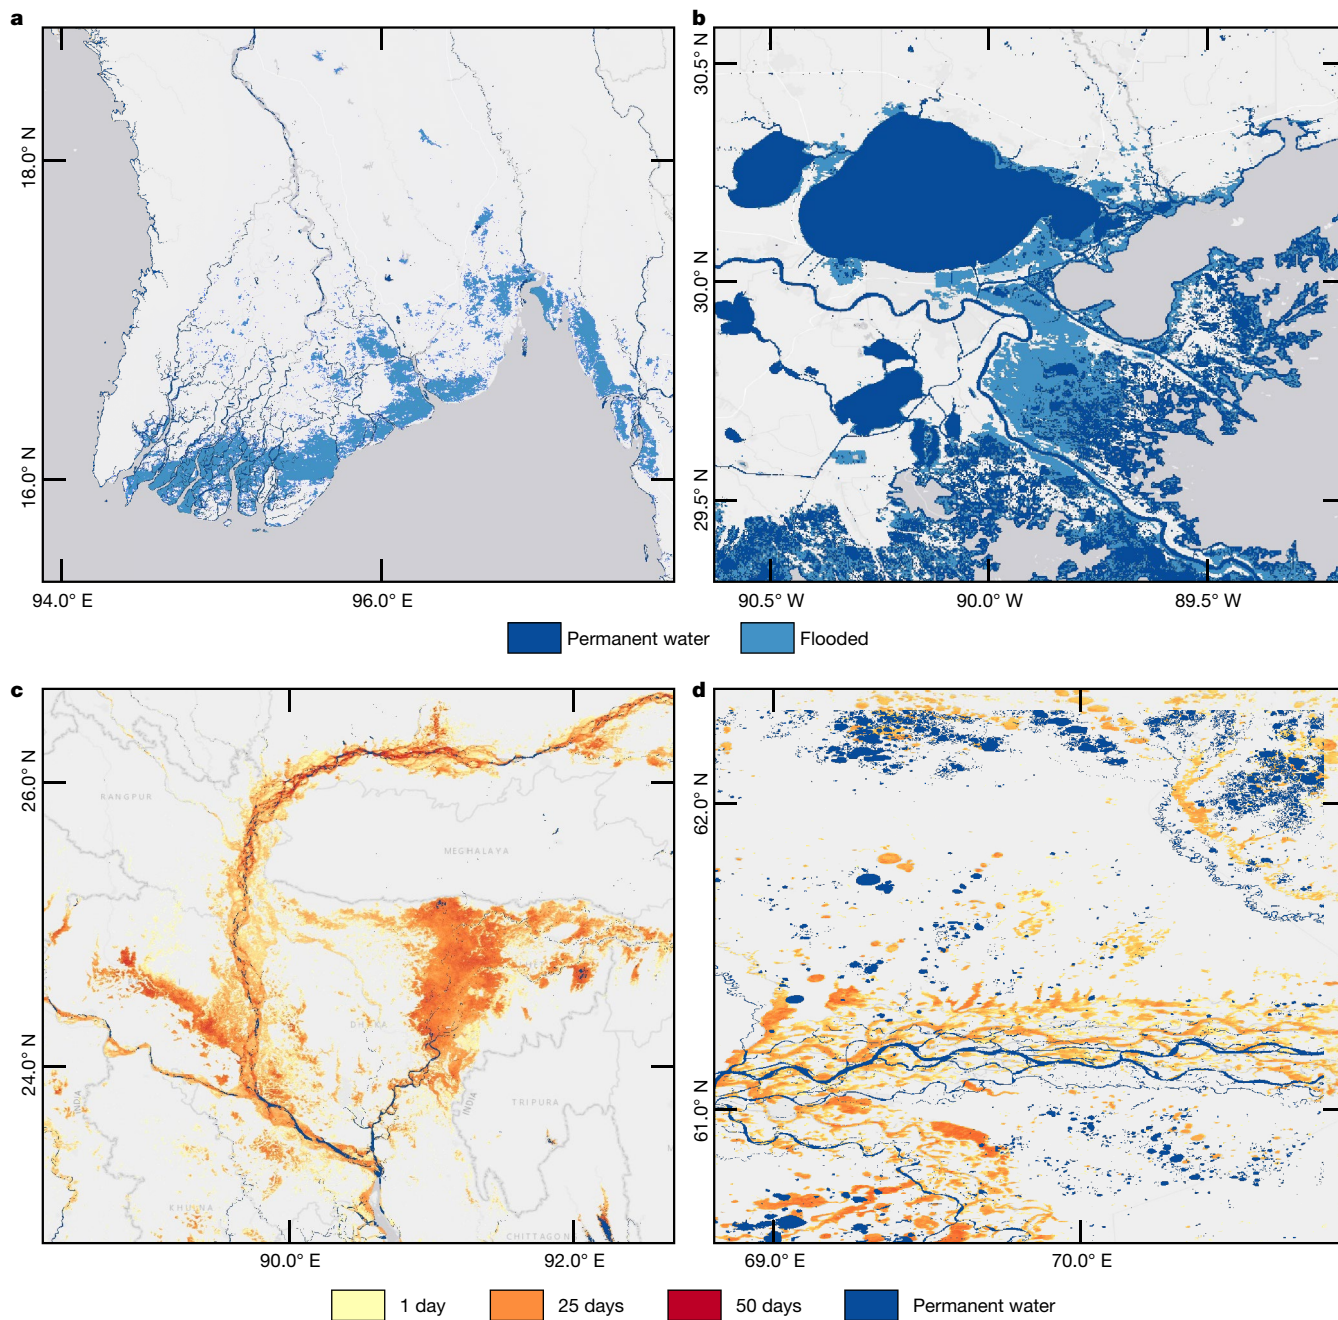 a
b
18.0° N
16.0° N
94.0° E
96.0° E
30.5° N
30.0° N
29.5° N
90.5° W
90.0° W
89.5° W
Permanent water
Flooded
c
d
26.0° N
24.0° N
RANGPUR
MEGHALAYA
DHAKA
INDIA
INDIA
TRIPURA
KHULNA
CHITTAGON
90.0° E
92.0° E
62.0° N
61.0° N
69.0° E
70.0° E
1 day
25 days
50 days
Permanent water